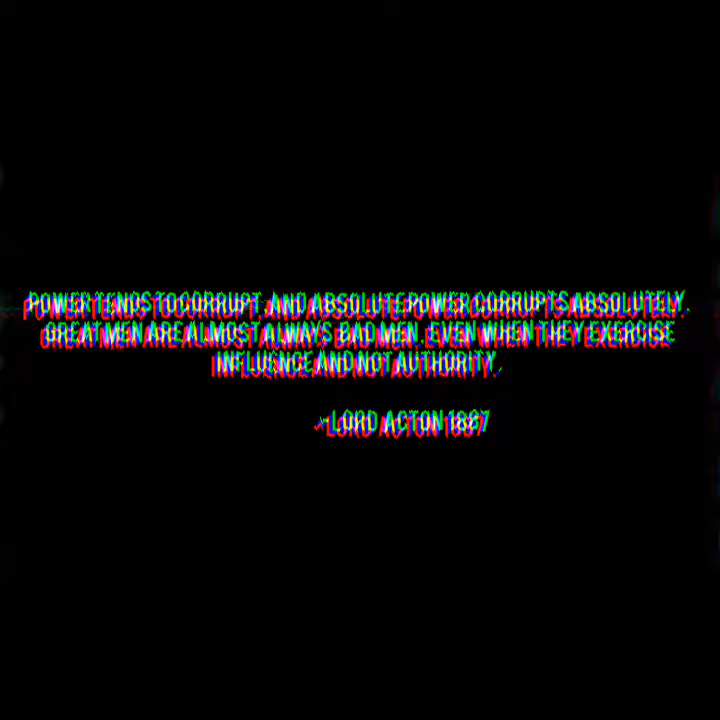 POWER TENDS TO CORRUPT, AND ABSOLUTE POWER CORRUPTS ABSOLUTELY.
GREAT MEN ARE ALMOST ALWAYS BAD MEN, EVEN WHEN THEY EXERCISE
INFLUENCE AND NOT AUTHORITY.
~ LORD ACTON 1887